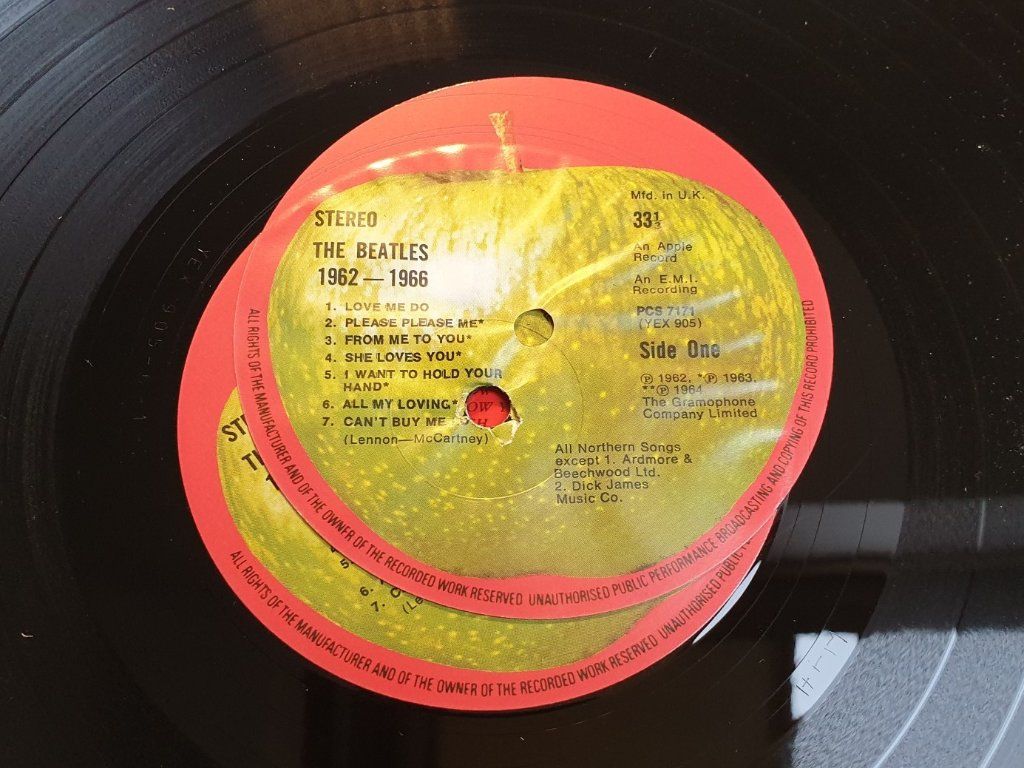 STEREO
THE BEATLES
1962 — 1966
1. LOVE ME DO
2. PLEASE PLEASE ME*
3. FROM ME TO YOU*
4. SHE LOVES YOU*
5. I WANT TO HOLD YOUR
HAND*
6. ALL MY LOVING*
7. CAN'T BUY ME
(Lennon—McCartney)
Mfd. in U.K.
33⅓
An Apple
Record
An E.M.I.
Recording
PCS 7171
(YEX 905)
Side One
℗ 1962, *℗ 1963,
**℗ 1964
The Gramophone
Company Limited
All Northern Songs
except 1. Ardmore &
Beechwood Ltd.
2. Dick James
Music Co.
ALL RIGHTS OF THE MANUFACTURER AND OF THE OWNER OF THE RECORDED WORK RESERVED UNAUTHORISED PUBLIC PERFORMANCE BROADCASTING AND COPYING OF THIS RECORD PROHIBITED
6.
7.
ALL RIGHTS OF THE MANUFACTURER AND OF THE OWNER OF THE RECORDED WORK RESERVED UNAUTHORISED PUBLIC
YEX 905